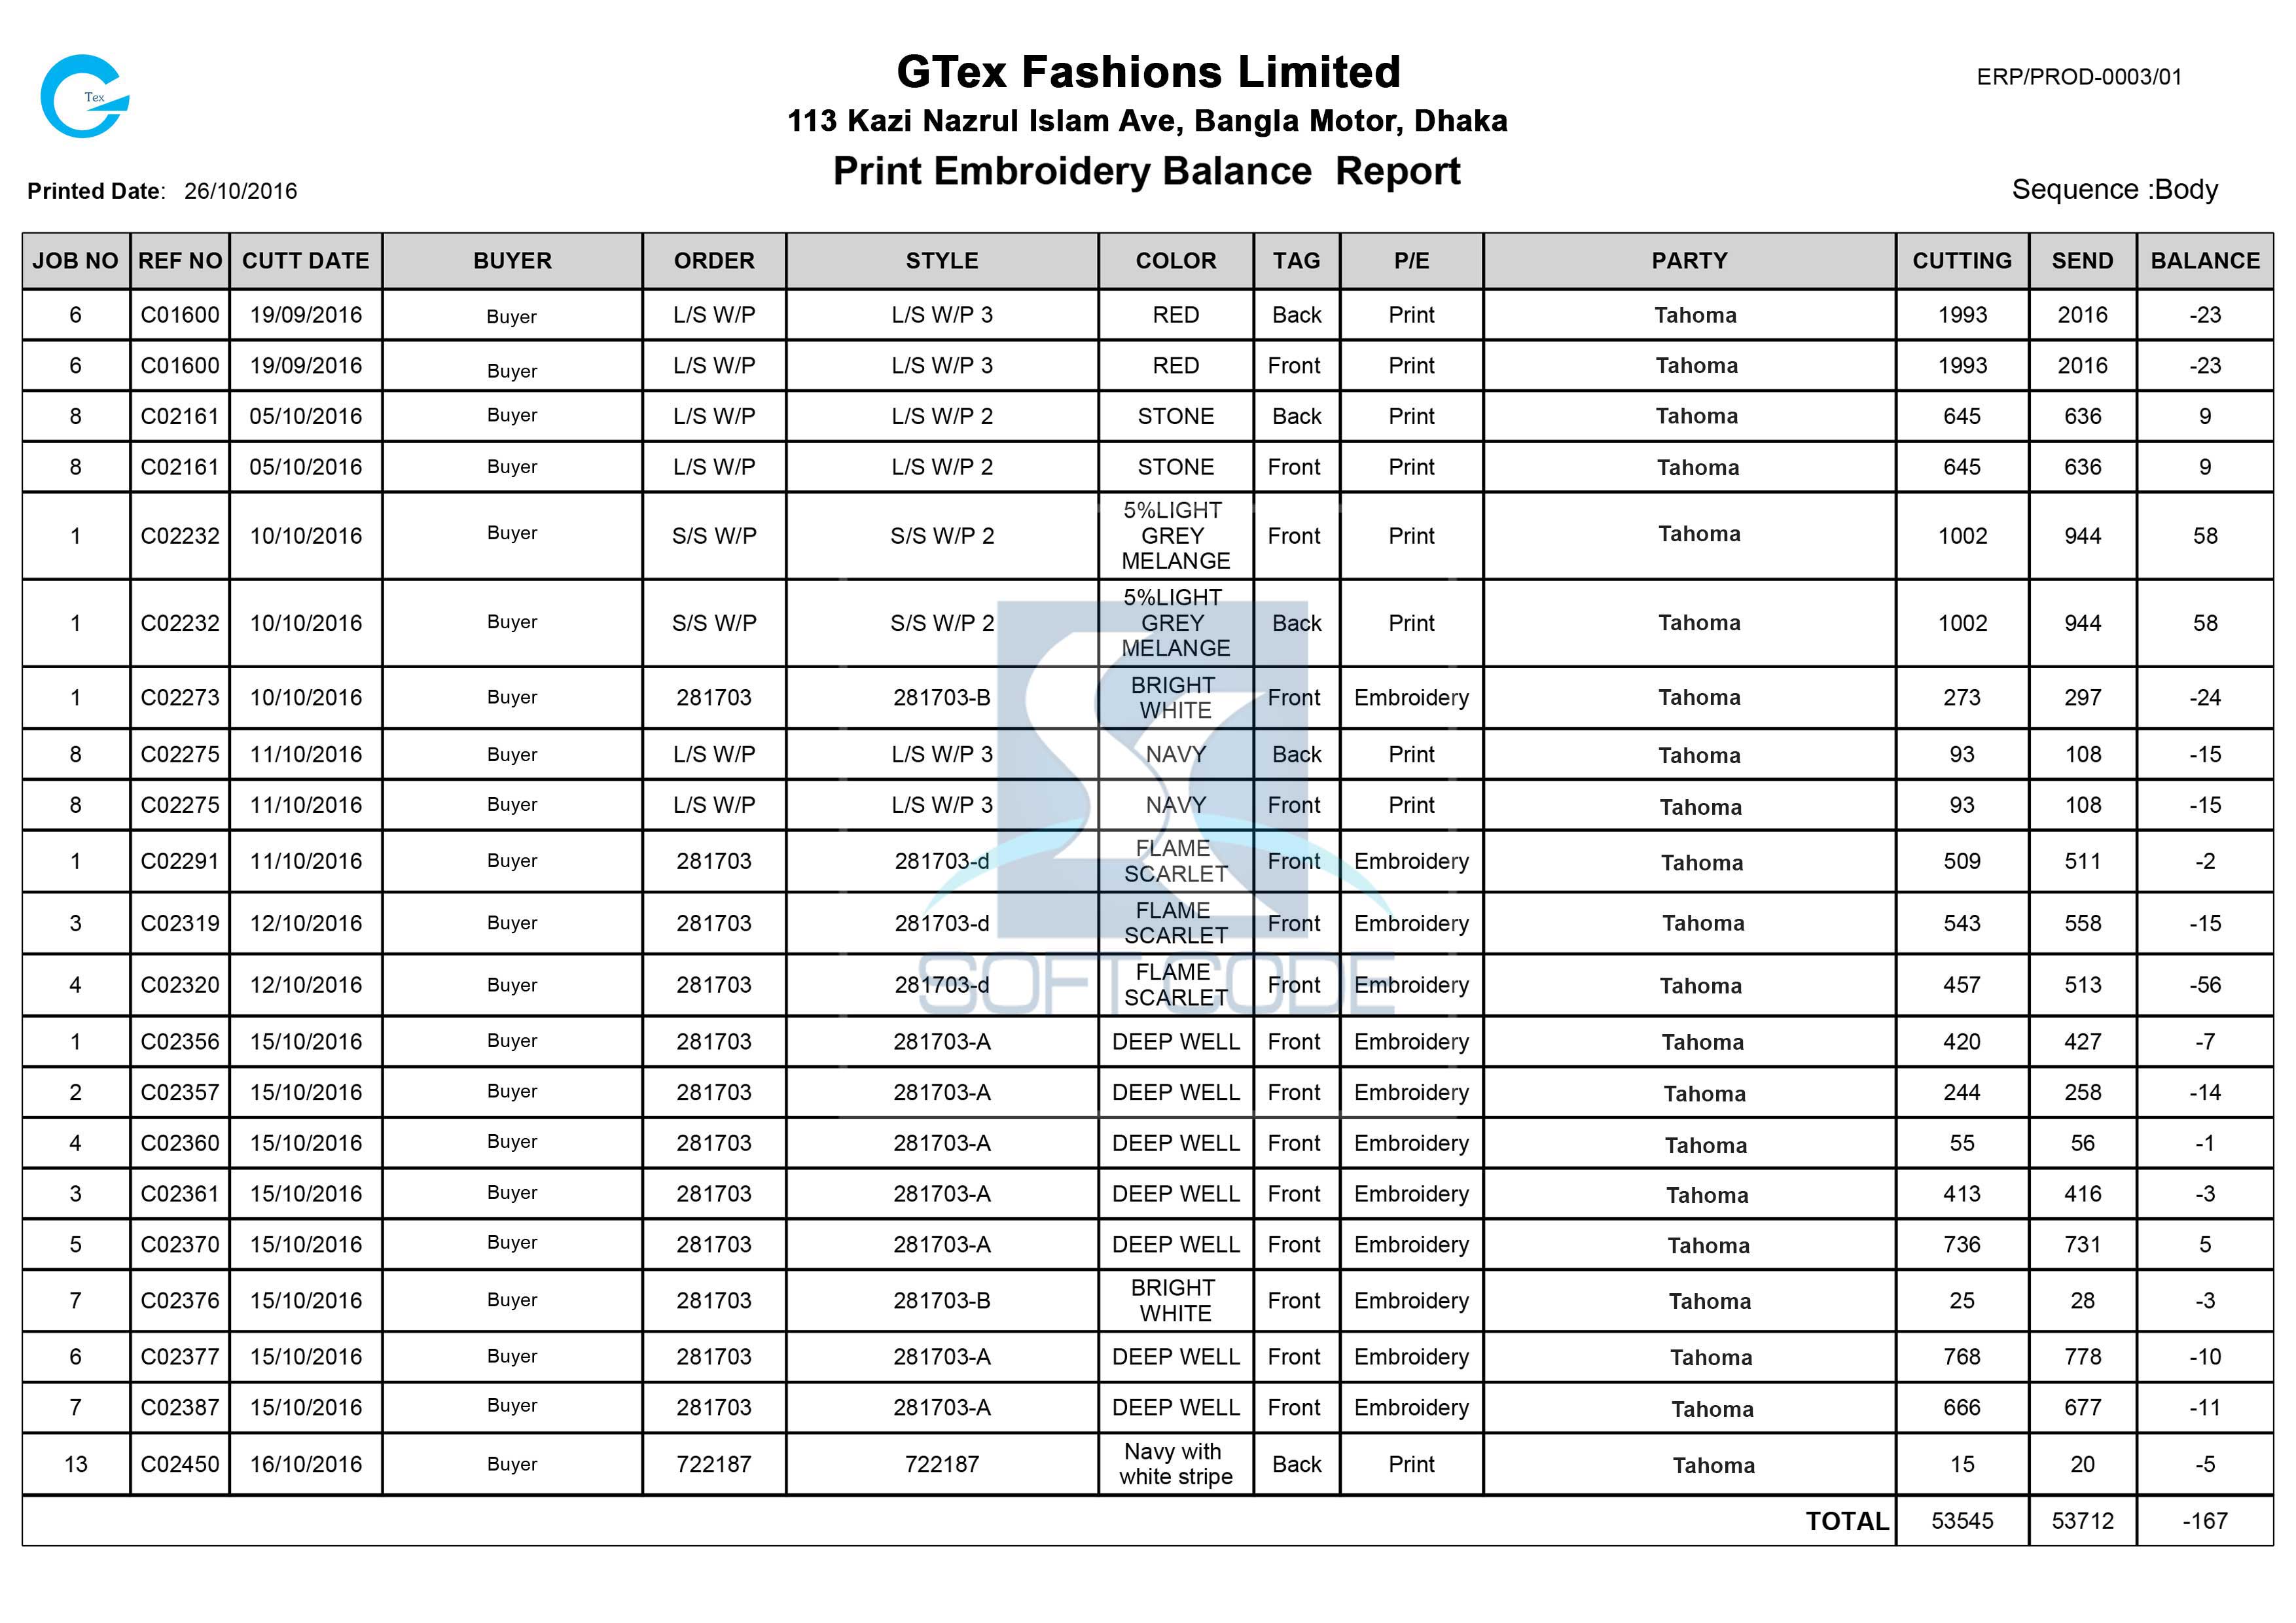 Tex
GTex Fashions Limited
ERP/PROD-0003/01
113 Kazi Nazrul Islam Ave, Bangla Motor, Dhaka
Print Embroidery Balance  Report
Printed Date:   26/10/2016
Sequence :Body
JOB NO REF NO CUTT DATE BUYER ORDER STYLE COLOR TAG P/E PARTY CUTTING SEND BALANCE
6 C01600 19/09/2016 Buyer L/S W/P L/S W/P 3 RED Back Print Tahoma 1993 2016 -23
6 C01600 19/09/2016 Buyer L/S W/P L/S W/P 3 RED Front Print Tahoma 1993 2016 -23
8 C02161 05/10/2016 Buyer L/S W/P L/S W/P 2 STONE Back Print Tahoma 645 636 9
8 C02161 05/10/2016 Buyer L/S W/P L/S W/P 2 STONE Front Print Tahoma 645 636 9
1 C02232 10/10/2016 Buyer S/S W/P S/S W/P 2 5%LIGHT GREY MELANGE Front Print Tahoma 1002 944 58
1 C02232 10/10/2016 Buyer S/S W/P S/S W/P 2 5%LIGHT GREY MELANGE Back Print Tahoma 1002 944 58
1 C02273 10/10/2016 Buyer 281703 281703-B BRIGHT WHITE Front Embroidery Tahoma 273 297 -24
8 C02275 11/10/2016 Buyer L/S W/P L/S W/P 3 NAVY Back Print Tahoma 93 108 -15
8 C02275 11/10/2016 Buyer L/S W/P L/S W/P 3 NAVY Front Print Tahoma 93 108 -15
1 C02291 11/10/2016 Buyer 281703 281703-d FLAME SCARLET Front Embroidery Tahoma 509 511 -2
3 C02319 12/10/2016 Buyer 281703 281703-d FLAME SCARLET Front Embroidery Tahoma 543 558 -15
4 C02320 12/10/2016 Buyer 281703 281703-d FLAME SCARLET Front Embroidery Tahoma 457 513 -56
SOFT CODE
1 C02356 15/10/2016 Buyer 281703 281703-A DEEP WELL Front Embroidery Tahoma 420 427 -7
2 C02357 15/10/2016 Buyer 281703 281703-A DEEP WELL Front Embroidery Tahoma 244 258 -14
4 C02360 15/10/2016 Buyer 281703 281703-A DEEP WELL Front Embroidery Tahoma 55 56 -1
3 C02361 15/10/2016 Buyer 281703 281703-A DEEP WELL Front Embroidery Tahoma 413 416 -3
5 C02370 15/10/2016 Buyer 281703 281703-A DEEP WELL Front Embroidery Tahoma 736 731 5
7 C02376 15/10/2016 Buyer 281703 281703-B BRIGHT WHITE Front Embroidery Tahoma 25 28 -3
6 C02377 15/10/2016 Buyer 281703 281703-A DEEP WELL Front Embroidery Tahoma 768 778 -10
7 C02387 15/10/2016 Buyer 281703 281703-A DEEP WELL Front Embroidery Tahoma 666 677 -11
13 C02450 16/10/2016 Buyer 722187 722187 Navy with white stripe Back Print Tahoma 15 20 -5
TOTAL 53545 53712 -167